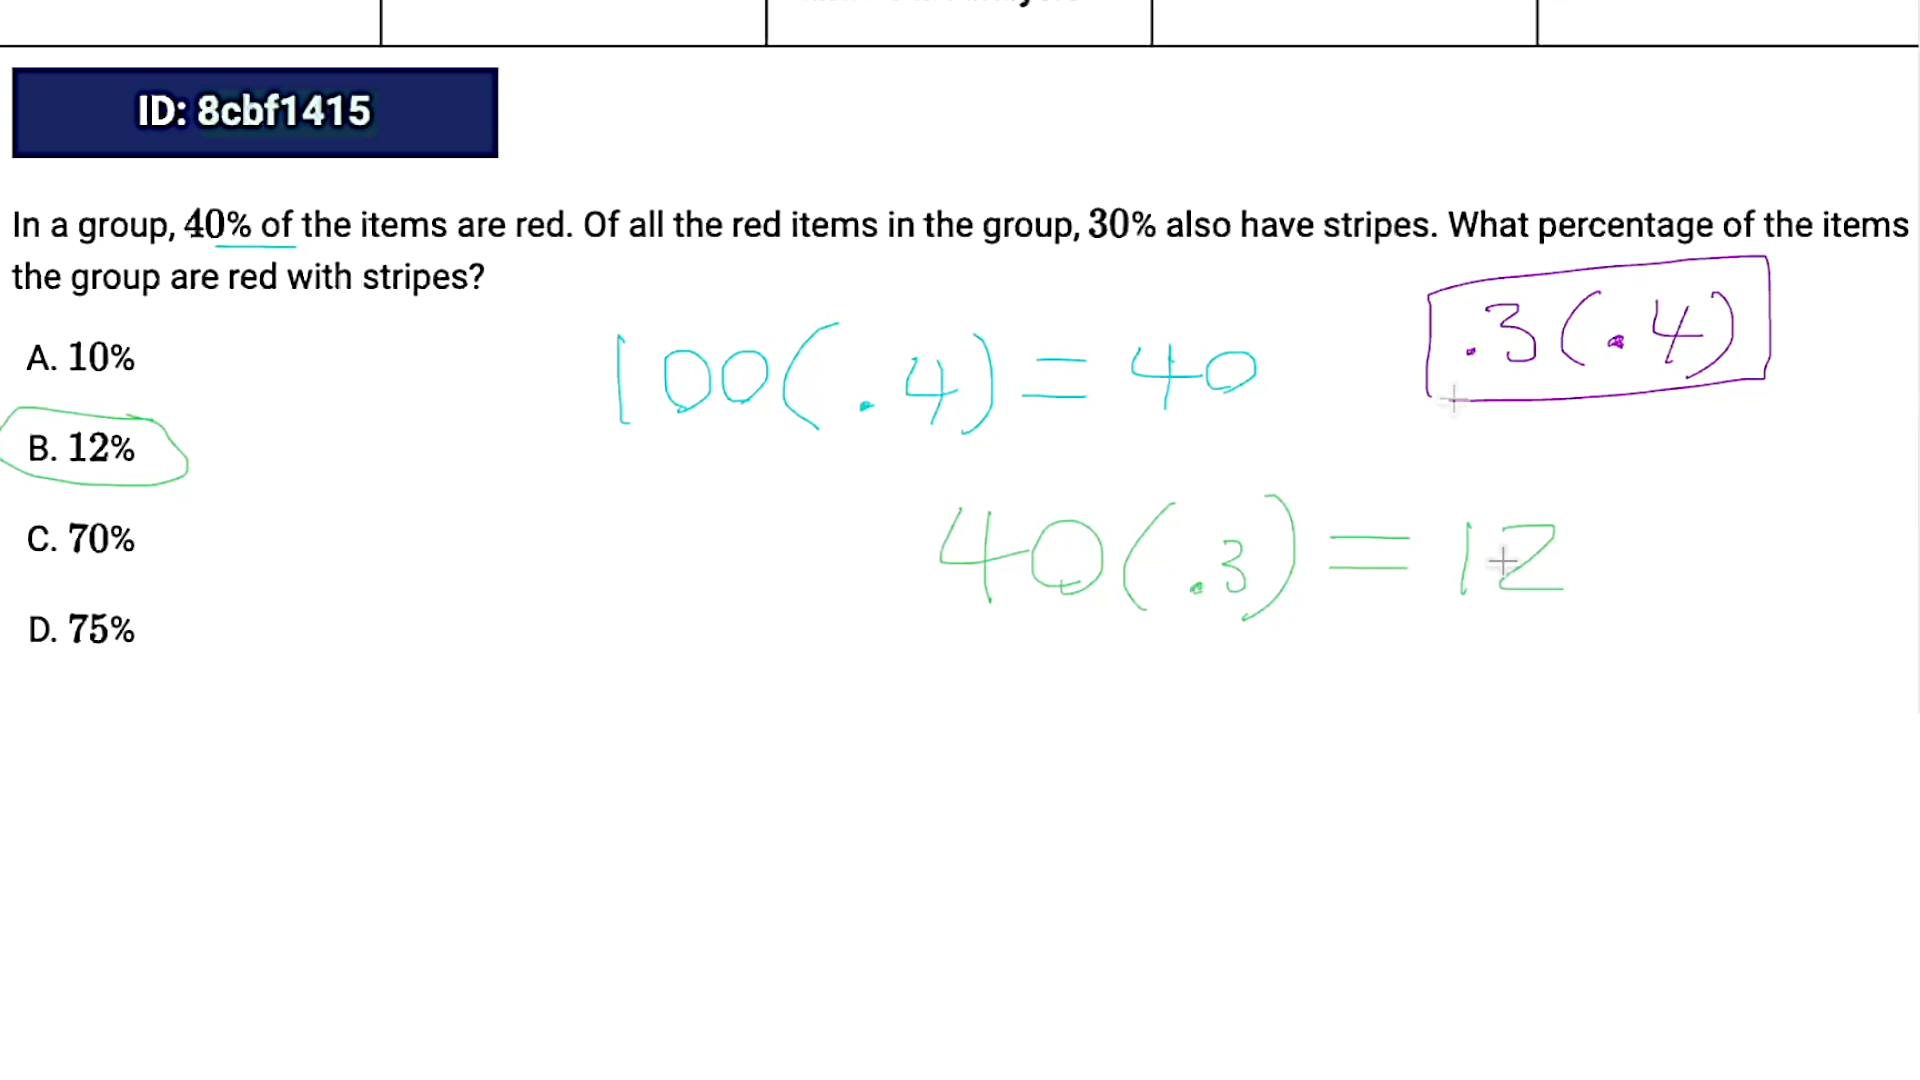 ID: 8cbf1415
In a group, 40% of the items are red. Of all the red items in the group, 30% also have stripes. What percentage of the items
the group are red with stripes?
.3(.4)
A. 10%
100(.4)=40
B. 12%
40(.3)=12
C. 70%
D. 75%